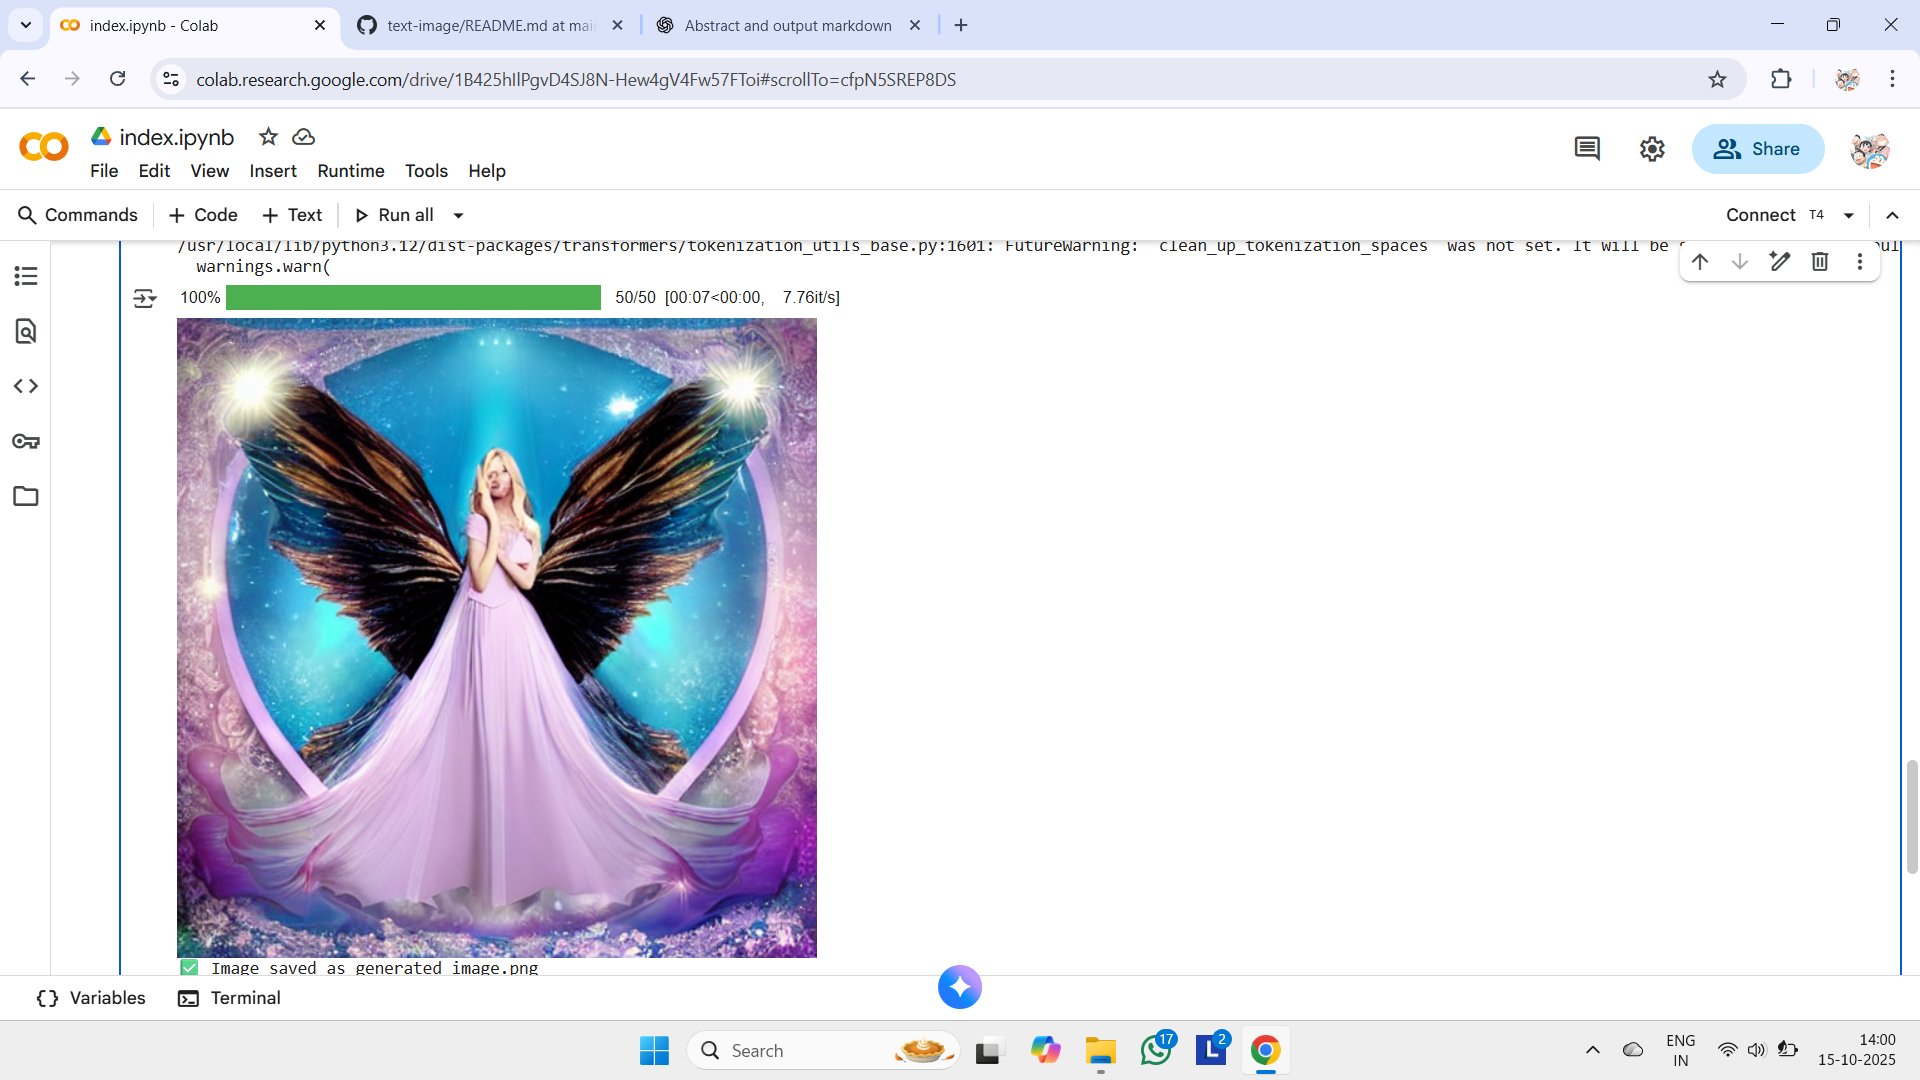 index.ipynb - Colab
text-image/README.md at mai
Abstract and output markdown
colab.research.google.com/drive/1B425hIlPgvD4SJ8N-Hew4gV4Fw57FToi#scrollTo=cfpN5SREP8DS
index.ipynb
File Edit View Insert Runtime Tools Help
Share
Commands + Code + Text Run all
Connect T4
/usr/local/lib/python3.12/dist-packages/transformers/tokenization_utils_base.py:1601: FutureWarning: `clean_up_tokenization_spaces` was not set. It will be
warnings.warn(
100% 50/50 [00:07<00:00, 7.76it/s]
✅ Image saved as generated_image.png
Variables Terminal
Search
17
L 2
ENG
IN
14:00
15-10-2025